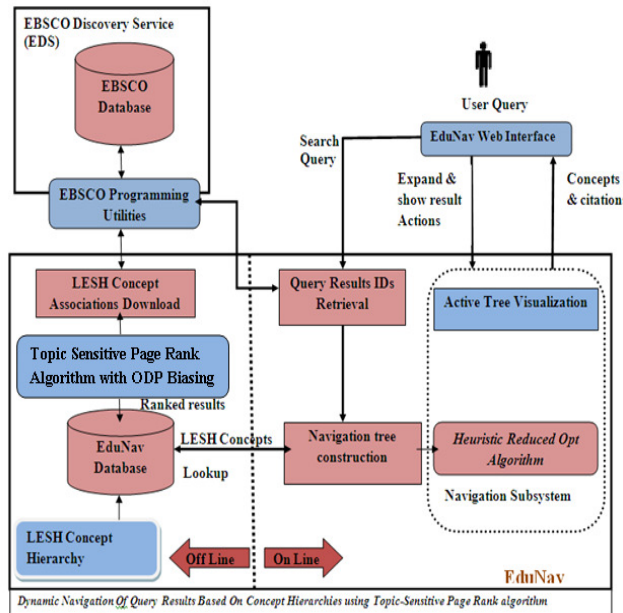 EBSCO Discovery Service
(EDS)
EBSCO
Database
User Query
EduNav Web Interface
Search
Query
Expand &
show result
Actions
Concepts
& citation
EBSCO Programming
Utilities
LESH Concept
Associations Download
Query Results IDs
Retrieval
Active Tree Visualization
Topic Sensitive Page Rank
Algorithm with ODP Biasing
Ranked results
EduNav
Database
LESH Concepts
Lookup
Navigation tree
construction
Heuristic Reduced Opt
Algorithm
Navigation Subsystem
LESH Concept
Hierarchy
Off Line
On Line
EduNav
Dynamic Navigation Of Query Results Based On Concept Hierarchies using Topic-Sensitive Page Rank algorithm